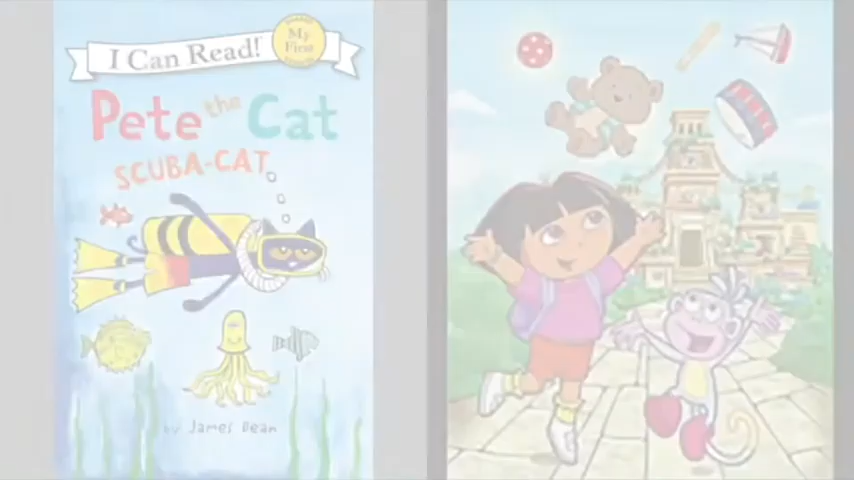 I Can Read!
My
First
Pete the Cat
SCUBA-CAT
by James Dean